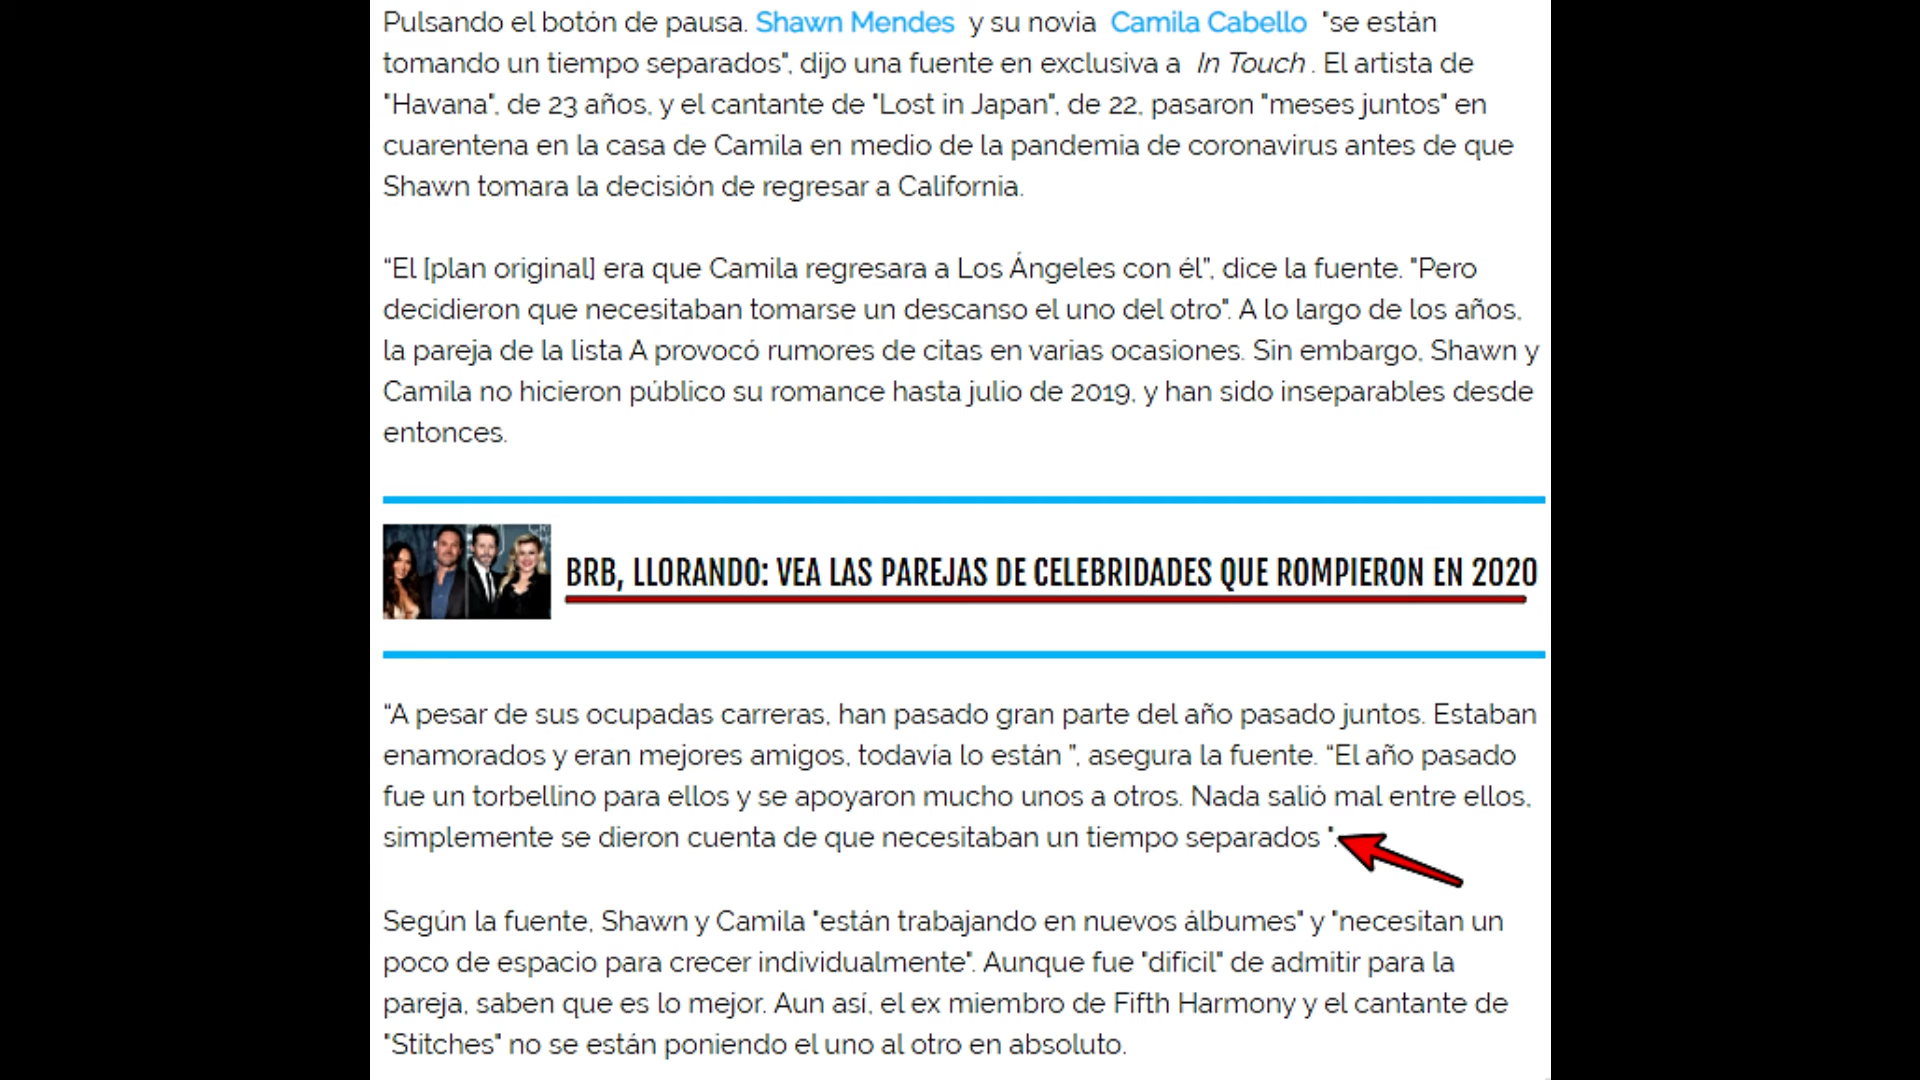 Pulsando el botón de pausa. Shawn Mendes y su novia Camila Cabello "se están
tomando un tiempo separados", dijo una fuente en exclusiva a In Touch . El artista de
"Havana", de 23 años, y el cantante de "Lost in Japan", de 22, pasaron "meses juntos" en
cuarentena en la casa de Camila en medio de la pandemia de coronavirus antes de que
Shawn tomara la decisión de regresar a California.
“El [plan original] era que Camila regresara a Los Ángeles con él”, dice la fuente. "Pero
decidieron que necesitaban tomarse un descanso el uno del otro". A lo largo de los años,
la pareja de la lista A provocó rumores de citas en varias ocasiones. Sin embargo, Shawn y
Camila no hicieron público su romance hasta julio de 2019, y han sido inseparables desde
entonces.
BRB, LLORANDO: VEA LAS PAREJAS DE CELEBRIDADES QUE ROMPIERON EN 2020
“A pesar de sus ocupadas carreras, han pasado gran parte del año pasado juntos. Estaban
enamorados y eran mejores amigos, todavía lo están ”, asegura la fuente. “El año pasado
fue un torbellino para ellos y se apoyaron mucho unos a otros. Nada salió mal entre ellos,
simplemente se dieron cuenta de que necesitaban un tiempo separados ".
Según la fuente, Shawn y Camila "están trabajando en nuevos álbumes" y "necesitan un
poco de espacio para crecer individualmente". Aunque fue "difícil" de admitir para la
pareja, saben que es lo mejor. Aun así, el ex miembro de Fifth Harmony y el cantante de
"Stitches" no se están poniendo el uno al otro en absoluto.